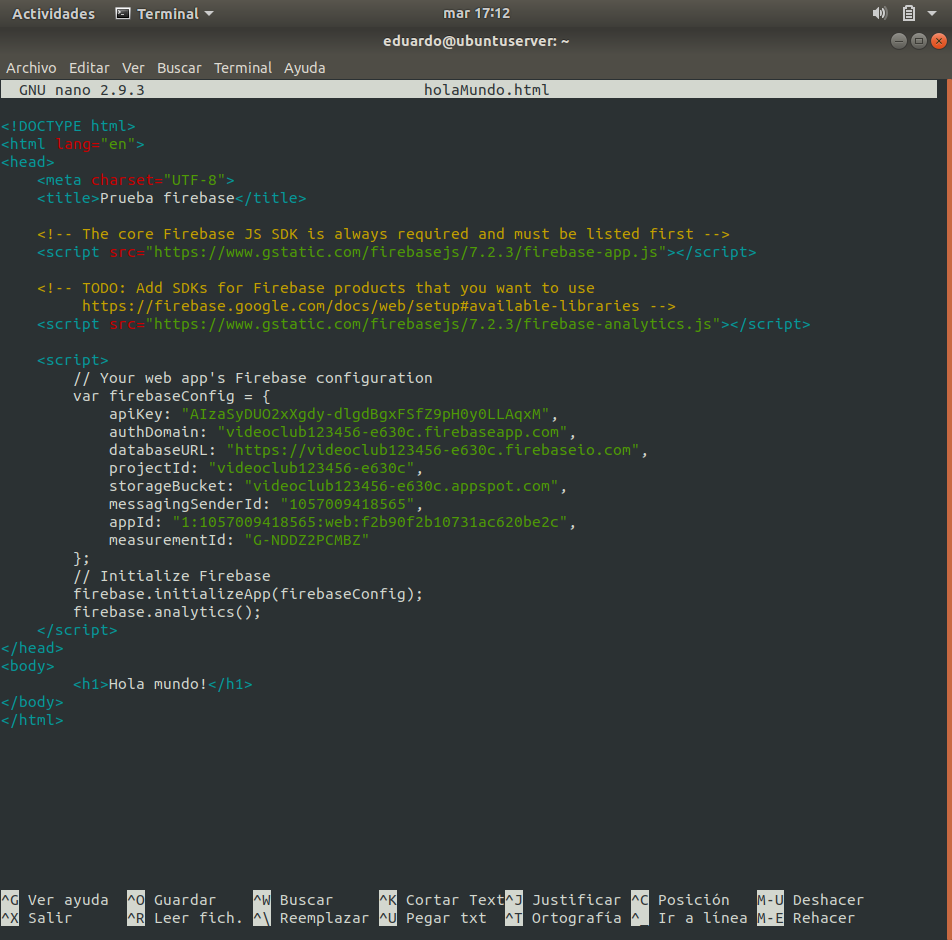 Actividades Terminal mar 17:12
eduardo@ubuntuserver: ~
Archivo Editar Ver Buscar Terminal Ayuda
GNU nano 2.9.3 holaMundo.html
<!DOCTYPE html>
<html lang="en">
<head>
    <meta charset="UTF-8">
    <title>Prueba firebase</title>
    <!-- The core Firebase JS SDK is always required and must be listed first -->
    <script src="https://www.gstatic.com/firebasejs/7.2.3/firebase-app.js"></script>
    <!-- TODO: Add SDKs for Firebase products that you want to use
         https://firebase.google.com/docs/web/setup#available-libraries -->
    <script src="https://www.gstatic.com/firebasejs/7.2.3/firebase-analytics.js"></script>
    <script>
        // Your web app's Firebase configuration
        var firebaseConfig = {
            apiKey: "AIzaSyDUO2xXgdy-dlgdBgxFSfZ9pH0y0LLAqxM",
            authDomain: "videoclub123456-e630c.firebaseapp.com",
            databaseURL: "https://videoclub123456-e630c.firebaseio.com",
            projectId: "videoclub123456-e630c",
            storageBucket: "videoclub123456-e630c.appspot.com",
            messagingSenderId: "1057009418565",
            appId: "1:1057009418565:web:f2b90f2b10731ac620be2c",
            measurementId: "G-NDDZ2PCMBZ"
        };
        // Initialize Firebase
        firebase.initializeApp(firebaseConfig);
        firebase.analytics();
    </script>
</head>
<body>
        <h1>Hola mundo!</h1>
</body>
</html>
^G Ver ayuda ^O Guardar ^W Buscar ^K Cortar Text ^J Justificar ^C Posición M-U Deshacer
^X Salir ^R Leer fich. ^\ Reemplazar ^U Pegar txt ^T Ortografía ^_ Ir a línea M-E Rehacer